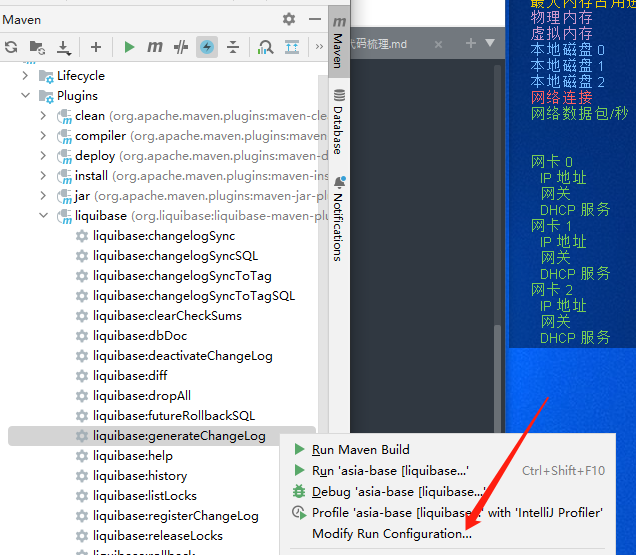 Maven
Lifecycle
Plugins
clean (org.apache.maven.plugins:maven-cle
compiler (org.apache.maven.plugins:maven-
deploy (org.apache.maven.plugins:maven-d
install (org.apache.maven.plugins:maven-ins
jar (org.apache.maven.plugins:maven-jar-pl
liquibase (org.liquibase:liquibase-maven-plu
liquibase:changelogSync
liquibase:changelogSyncSQL
liquibase:changelogSyncToTag
liquibase:changelogSyncToTagSQL
liquibase:clearCheckSums
liquibase:dbDoc
liquibase:deactivateChangeLog
liquibase:diff
liquibase:dropAll
liquibase:futureRollbackSQL
liquibase:generateChangeLog
liquibase:help
liquibase:history
liquibase:listLocks
liquibase:registerChangeLog
liquibase:releaseLocks
liquibase:rollback
Maven
Database
Notifications
代码梳理.md
Run Maven Build
Run 'asia-base [liquibase...' Ctrl+Shift+F10
Debug 'asia-base [liquibase...'
Profile 'asia-base [liquibase...' with 'IntelliJ Profiler'
Modify Run Configuration...
物理内存
虚拟内存
本地磁盘 0
本地磁盘 1
本地磁盘 2
网络连接
网络数据包/秒
网卡 0
IP 地址
网关
DHCP 服务
网卡 1
IP 地址
网关
DHCP 服务
网卡 2
IP 地址
网关
DHCP 服务